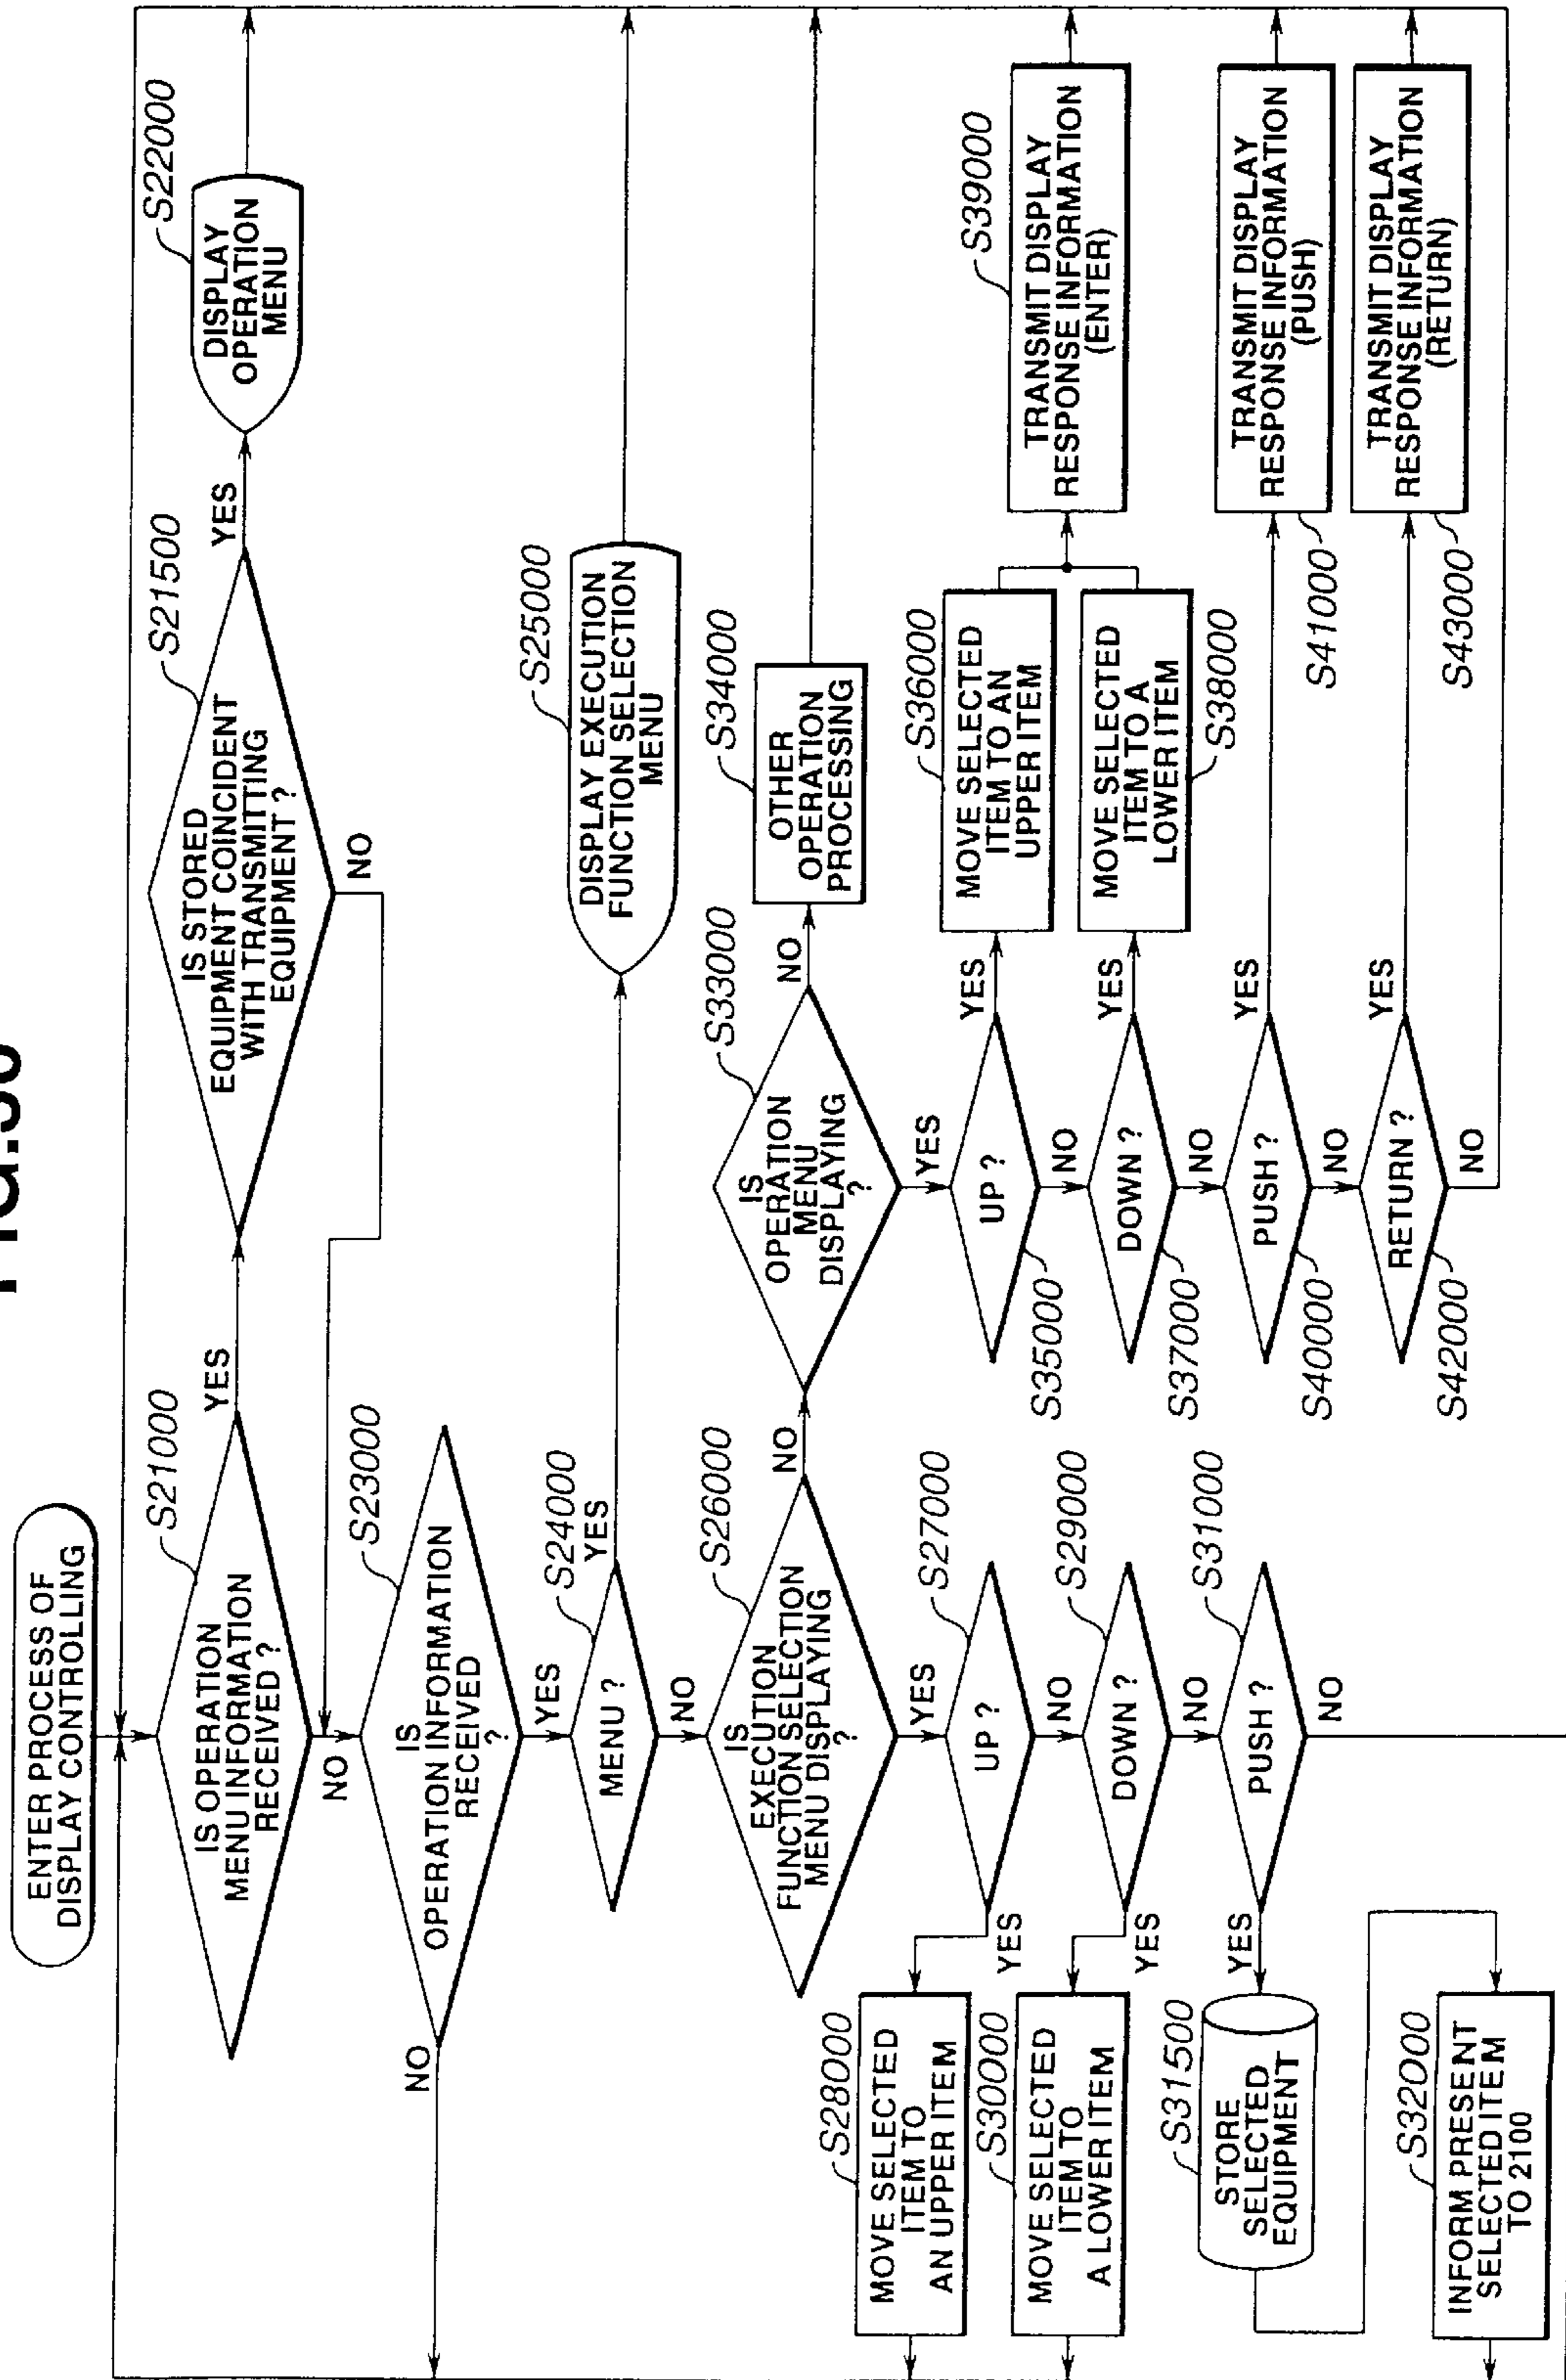 ENTER PROCESS OF
DISPLAY CONTROLLING
S21000
IS OPERATION
MENU INFORMATION
RECEIVED ?
YES
NO
S21500
IS STORED
EQUIPMENT COINCIDENT
WITH TRANSMITTING
EQUIPMENT ?
YES
NO
S22000
DISPLAY
OPERATION
MENU
S23000
IS
OPERATION INFORMATION
RECEIVED
?
NO
YES
S24000
MENU ?
YES
NO
S25000
DISPLAY EXECUTION
FUNCTION SELECTION
MENU
S26000
IS
EXECUTION
FUNCTION SELECTION
MENU DISPLAYING
?
NO
YES
S33000
IS
OPERATION
MENU
DISPLAYING
?
NO
YES
S34000
OTHER
OPERATION
PROCESSING
S27000
UP ?
YES
NO
S28000
MOVE SELECTED
ITEM TO
AN UPPER ITEM
S29000
DOWN ?
YES
NO
S30000
MOVE SELECTED
ITEM TO
A LOWER ITEM
S31000
PUSH ?
YES
NO
S31500
STORE
SELECTED
EQUIPMENT
S32000
INFORM PRESENT
SELECTED ITEM
TO 2100
S35000
UP ?
YES
NO
S36000
MOVE SELECTED
ITEM TO AN
UPPER ITEM
S37000
DOWN ?
YES
NO
S38000
MOVE SELECTED
ITEM TO A
LOWER ITEM
S39000
TRANSMIT DISPLAY
RESPONSE INFORMATION
(ENTER)
S40000
PUSH ?
YES
NO
S41000
TRANSMIT DISPLAY
RESPONSE INFORMATION
(PUSH)
S42000
RETURN ?
YES
NO
S43000
TRANSMIT DISPLAY
RESPONSE INFORMATION
(RETURN)